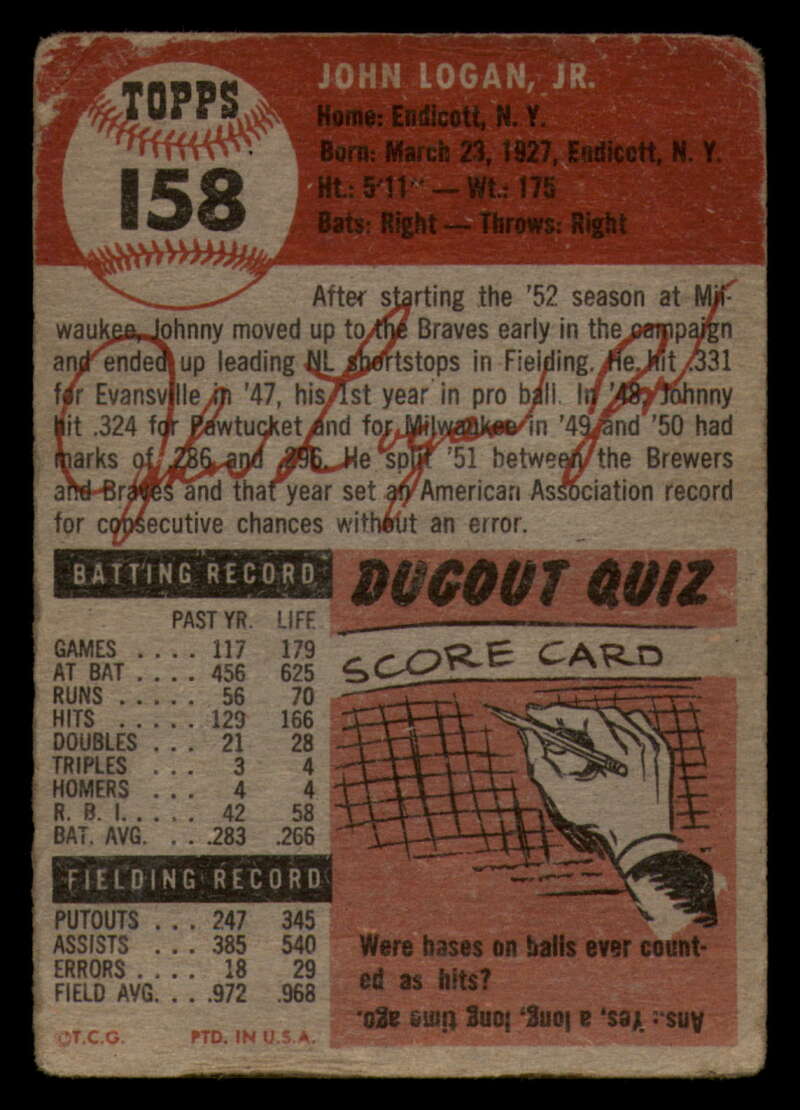 TOPPS
158
JOHN LOGAN, JR.
Home: Endicott, N. Y.
Born: March 23, 1927, Endicott, N. Y.
Ht.: 5'11" — Wt.: 175
Bats: Right — Throws: Right
After starting the '52 season at Mil-
waukee, Johnny moved up to the Braves early in the campaign
and ended up leading NL shortstops in Fielding. He hit .331
for Evansville in '47, his 1st year in pro ball. In '48, Johnny
hit .324 for Pawtucket and for Milwaukee in '49 and '50 had
marks of .286 and .296. He split '51 between the Brewers
and Braves and that year set an American Association record
for consecutive chances without an error.
John Logan Jr.
BATTING RECORD
PAST YR. LIFE
GAMES .... 117 179
AT BAT .... 456 625
RUNS ..... 56 70
HITS ..... 129 166
DOUBLES ... 21 28
TRIPLES ... 3 4
HOMERS ... 4 4
R. B. I. .... 42 58
BAT. AVG. . . .283 .266
FIELDING RECORD
PUTOUTS ... 247 345
ASSISTS ... 385 540
ERRORS .... 18 29
FIELD AVG. . . .972 .968
©T.C.G. PTD. IN U.S.A.
DUGOUT QUIZ
SCORE CARD
Were bases on balls ever count-
ed as hits?
Ans.: Yes, a long, long time ago.